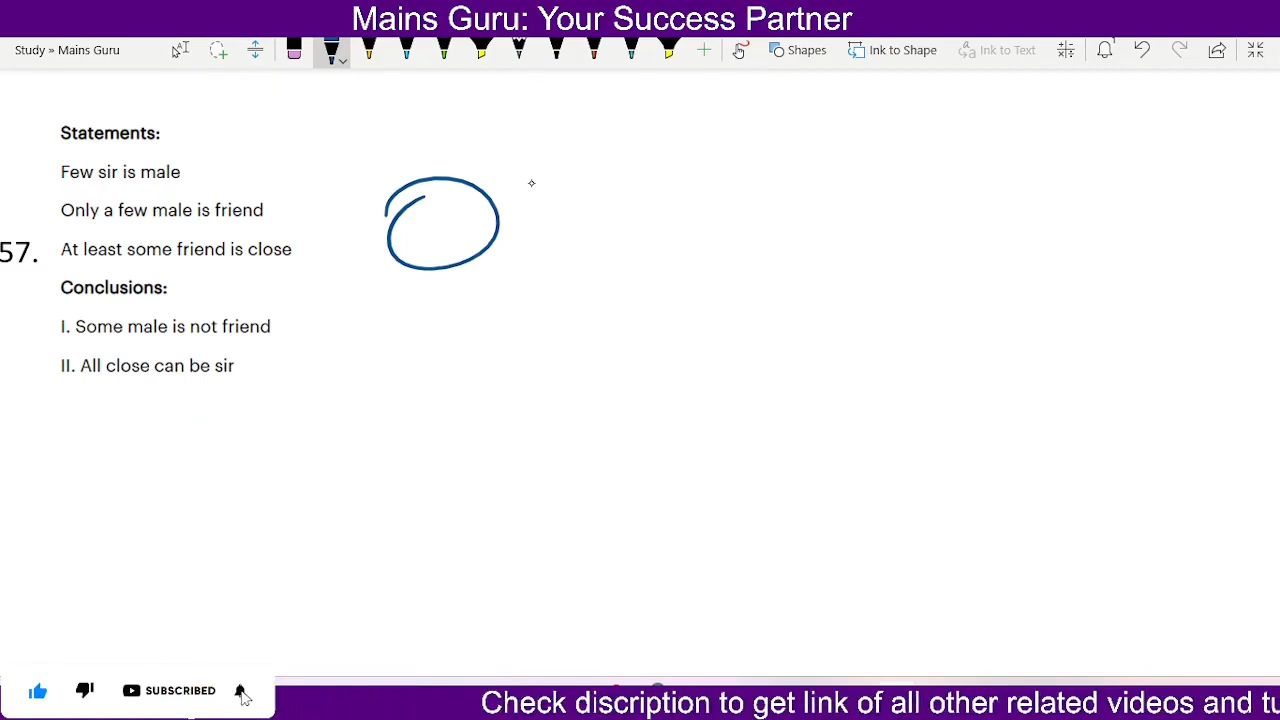 Mains Guru: Your Success Partner
Study » Mains Guru
Shapes
Ink to Shape
Ink to Text
Statements:
Few sir is male
Only a few male is friend
57. At least some friend is close
Conclusions:
I. Some male is not friend
II. All close can be sir
SUBSCRIBED
Check discription to get link of all other related videos and tu